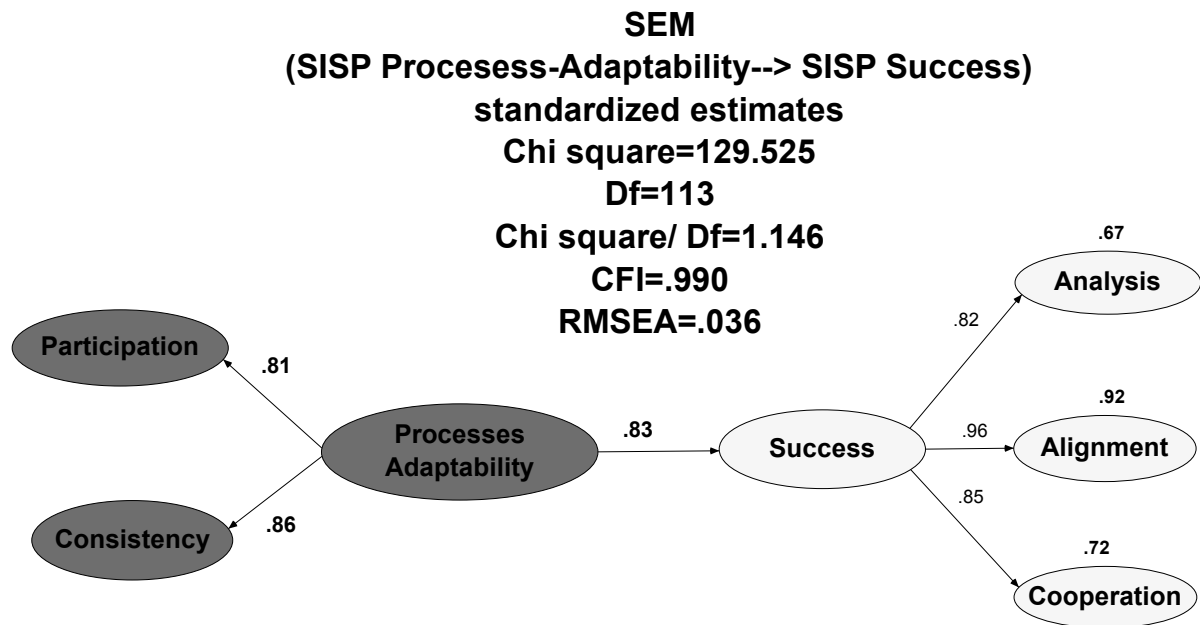 SEM
(SISP Procesess-Adaptability--> SISP Success)
standardized estimates
Chi square=129.525
Df=113
Chi square/ Df=1.146
CFI=.990
RMSEA=.036
.67
Analysis
.82
Participation
.81
Processes
Adaptability
.83
Success
.92
.96
Alignment
.85
.86
Consistency
.72
Cooperation